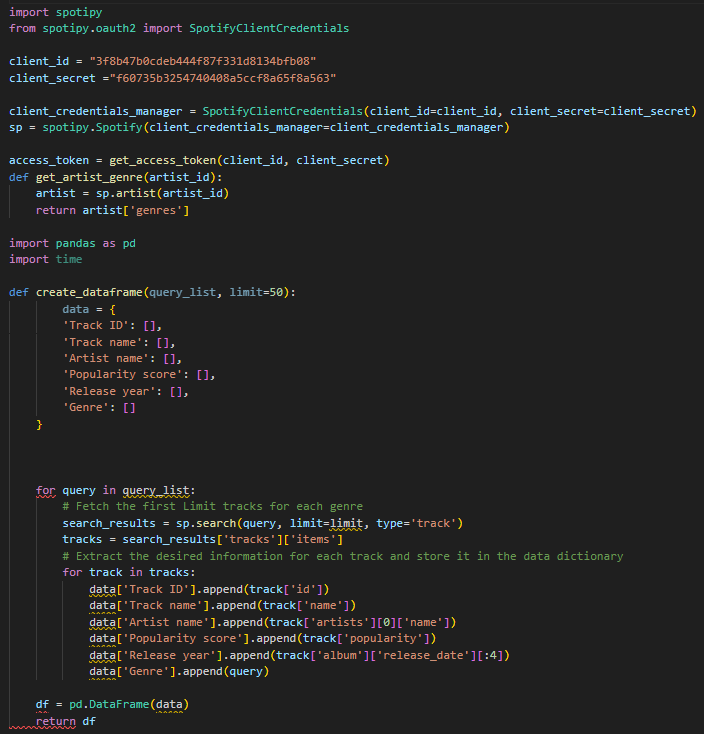 import spotipy
from spotipy.oauth2 import SpotifyClientCredentials
client_id = "3f8b47b0cdeb444f87f331d8134bfb08"
client_secret ="f60735b3254740408a5ccf8a65f8a563"
client_credentials_manager = SpotifyClientCredentials(client_id=client_id, client_secret=client_secret)
sp = spotipy.Spotify(client_credentials_manager=client_credentials_manager)
access_token = get_access_token(client_id, client_secret)
def get_artist_genre(artist_id):
    artist = sp.artist(artist_id)
    return artist['genres']
import pandas as pd
import time
def create_dataframe(query_list, limit=50):
        data = {
        'Track ID': [],
        'Track name': [],
        'Artist name': [],
        'Popularity score': [],
        'Release year': [],
        'Genre': []
    }
    for query in query_list:
        # Fetch the first Limit tracks for each genre
        search_results = sp.search(query, limit=limit, type='track')
        tracks = search_results['tracks']['items']
        # Extract the desired information for each track and store it in the data dictionary
        for track in tracks:
            data['Track ID'].append(track['id'])
            data['Track name'].append(track['name'])
            data['Artist name'].append(track['artists'][0]['name'])
            data['Popularity score'].append(track['popularity'])
            data['Release year'].append(track['album']['release_date'][:4])
            data['Genre'].append(query)
    df = pd.DataFrame(data)
    return df